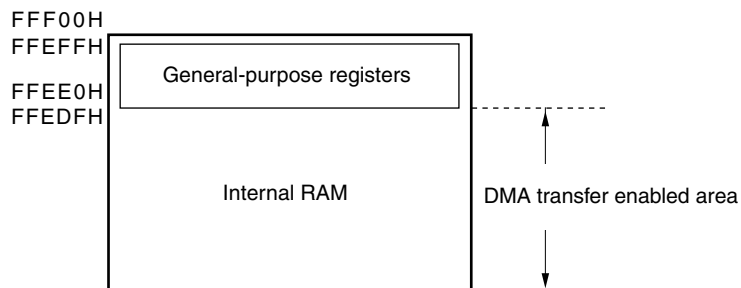 FFF00H
FFEFFH
General-purpose registers
FFEE0H
FFEDFH
Internal RAM
DMA transfer enabled area